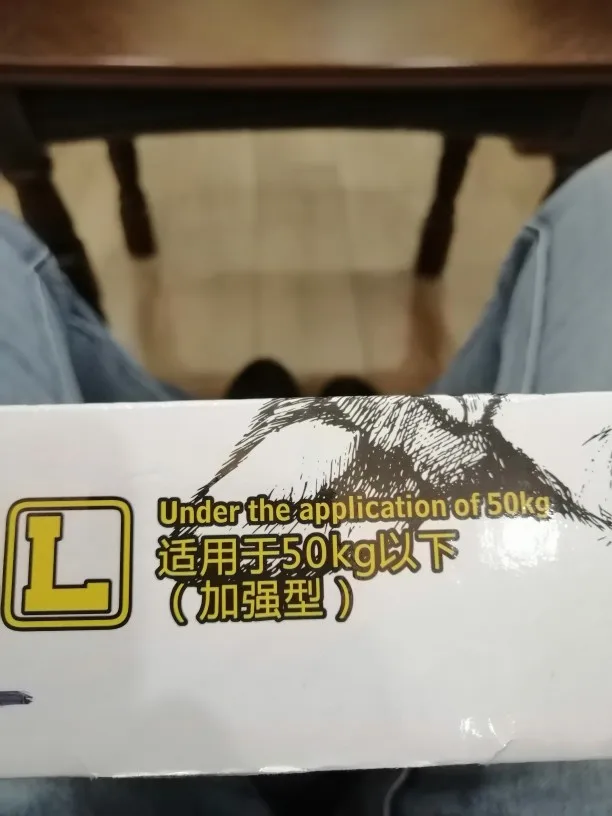 L
Under the application of 50kg
适用于50kg以下
（加强型）